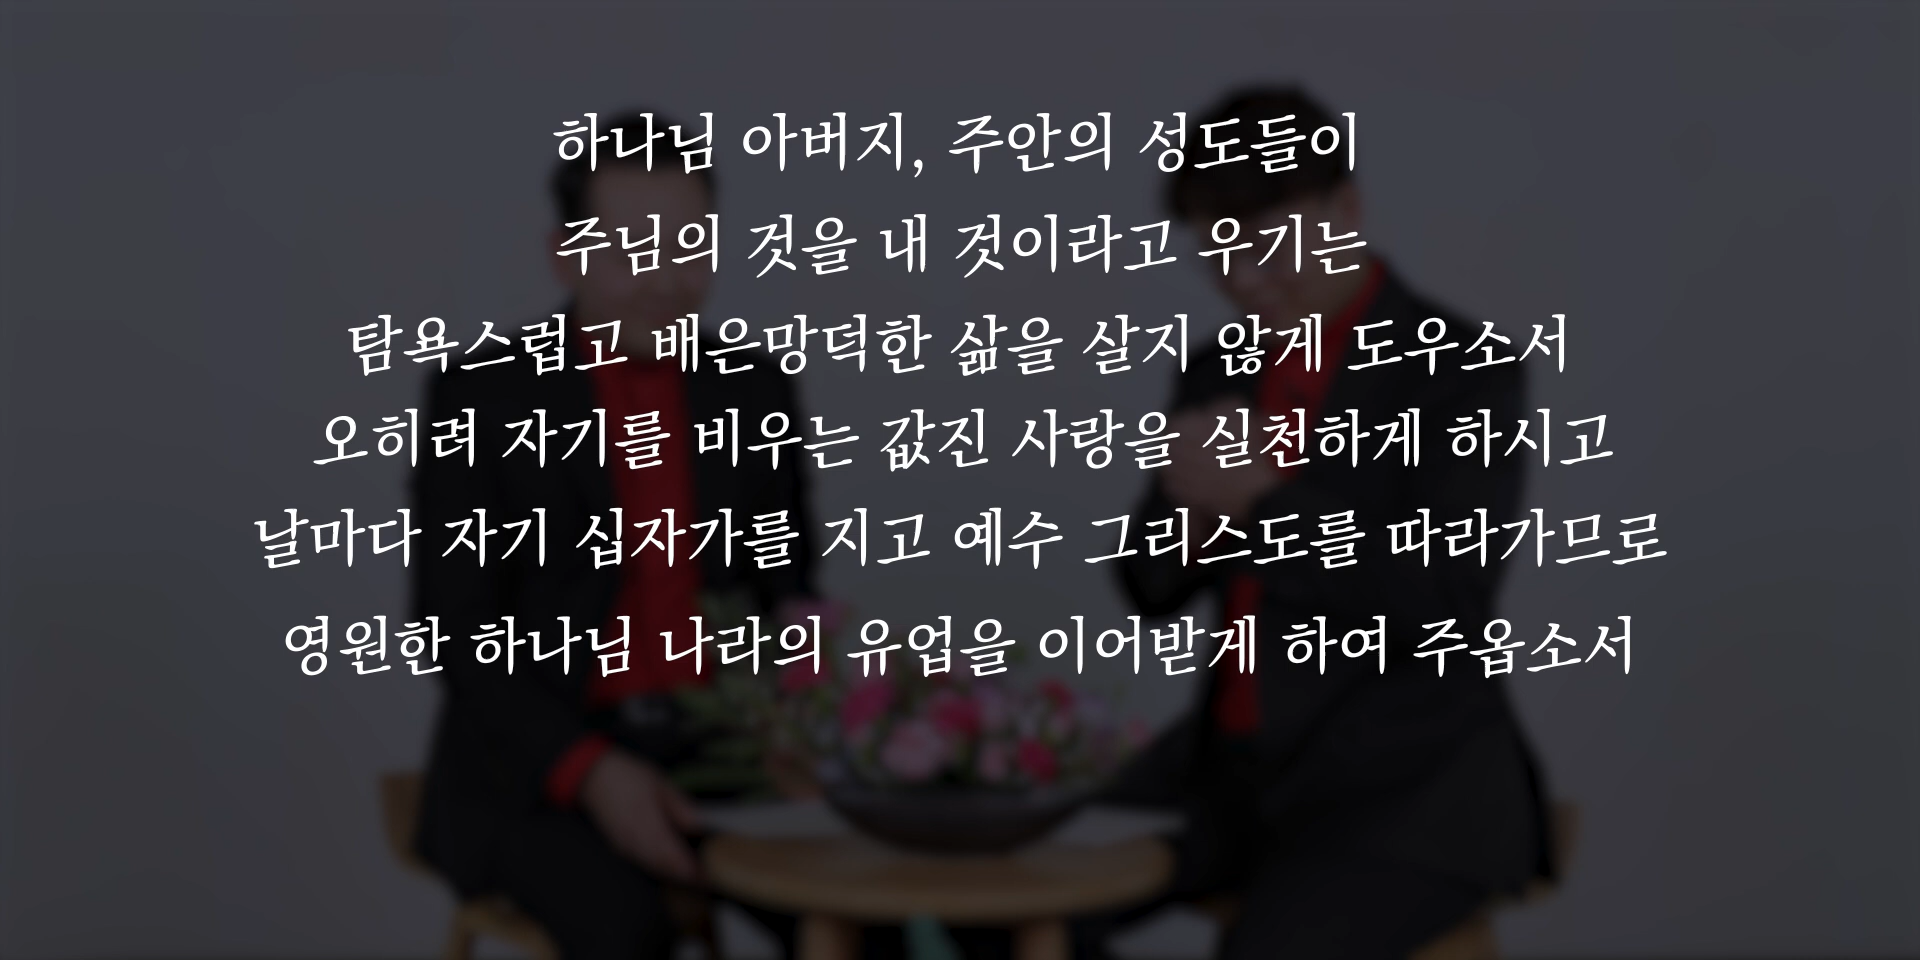 하나님 아버지, 주안의 성도들이
주님의 것을 내 것이라고 우기는
탐욕스럽고 배은망덕한 삶을 살지 않게 도우소서
오히려 자기를 비우는 값진 사랑을 실천하게 하시고
날마다 자기 십자가를 지고 예수 그리스도를 따라가므로
영원한 하나님 나라의 유업을 이어받게 하여 주옵소서